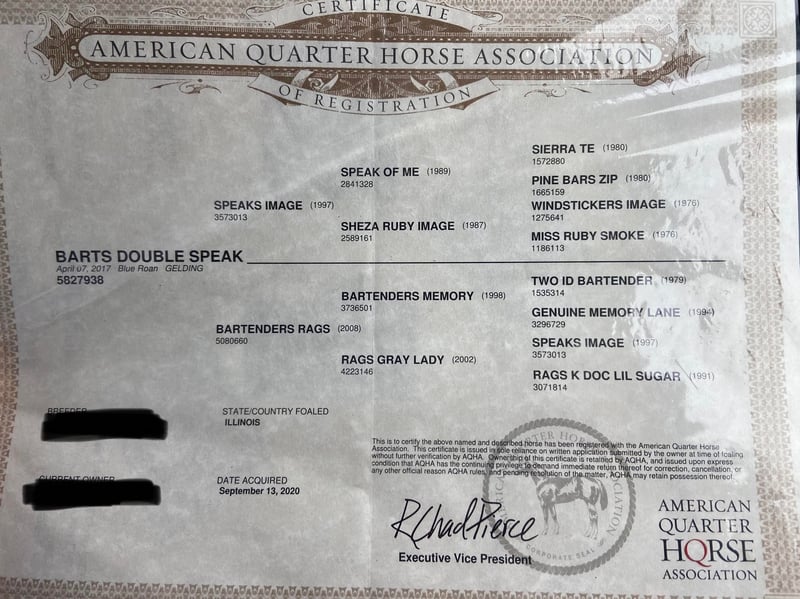 CERTIFICATE
AMERICAN QUARTER HORSE ASSOCIATION
OF REGISTRATION
SIERRA TE (1980)
1572880
SPEAK OF ME (1989)
2841328
PINE BARS ZIP (1980)
1665159
SPEAKS IMAGE (1997)
3573013
WINDSTICKERS IMAGE (1976)
1275641
SHEZA RUBY IMAGE (1987)
2589161
MISS RUBY SMOKE (1976)
1186113
BARTS DOUBLE SPEAK
April 07, 2017 Blue Roan GELDING
5827938
TWO ID BARTENDER (1979)
1535314
BARTENDERS MEMORY (1998)
3736501
GENUINE MEMORY LANE (1994)
3296729
BARTENDERS RAGS (2008)
5080660
SPEAKS IMAGE (1997)
3573013
RAGS GRAY LADY (2002)
4223146
RAGS K DOC LIL SUGAR (1991)
3071814
BREEDER
STATE/COUNTRY FOALED
ILLINOIS
CURRENT OWNER
DATE ACQUIRED
September 13, 2020
This is to certify the above named and described horse has been registered with the American Quarter Horse
Association. This certificate is issued in sole reliance on written application submitted by the owner at time of foaling
without further verification by AQHA. Ownership of this certificate is retained by AQHA, and issued upon express
condition that AQHA has the continuing privilege to demand immediate return thereof for correction, cancellation, or
any other official reason AQHA rules, and pending resolution of the matter, AQHA may retain possession thereof.
R Chad Pierce
Executive Vice President
CORPORATE SEAL
AMERICAN
QUARTER
HORSE
ASSOCIATION